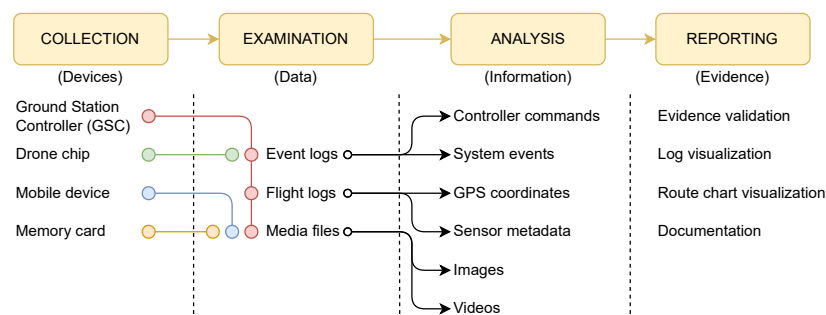 COLLECTION
EXAMINATION
ANALYSIS
REPORTING
(Devices)
(Data)
(Information)
(Evidence)
Ground Station
Controller (GSC)
Drone chip
Mobile device
Memory card
Event logs
Flight logs
Media files
Controller commands
System events
GPS coordinates
Sensor metadata
Images
Videos
Evidence validation
Log visualization
Route chart visualization
Documentation